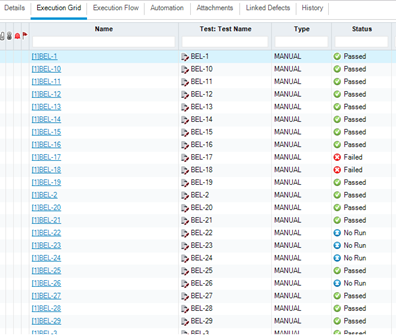 Details Execution Grid Execution Flow Automation Attachments Linked Defects History
Name Test: Test Name Type Status
[1]BEL-1 BEL-1 MANUAL Passed
[1]BEL-10 BEL-10 MANUAL Passed
[1]BEL-11 BEL-11 MANUAL Passed
[1]BEL-12 BEL-12 MANUAL Passed
[1]BEL-13 BEL-13 MANUAL Passed
[1]BEL-14 BEL-14 MANUAL Passed
[1]BEL-15 BEL-15 MANUAL Passed
[1]BEL-16 BEL-16 MANUAL Passed
[1]BEL-17 BEL-17 MANUAL Failed
[1]BEL-18 BEL-18 MANUAL Failed
[1]BEL-19 BEL-19 MANUAL Passed
[1]BEL-2 BEL-2 MANUAL Passed
[1]BEL-20 BEL-20 MANUAL Passed
[1]BEL-21 BEL-21 MANUAL Passed
[1]BEL-22 BEL-22 MANUAL No Run
[1]BEL-23 BEL-23 MANUAL No Run
[1]BEL-24 BEL-24 MANUAL No Run
[1]BEL-25 BEL-25 MANUAL Passed
[1]BEL-26 BEL-26 MANUAL No Run
[1]BEL-27 BEL-27 MANUAL Passed
[1]BEL-28 BEL-28 MANUAL Passed
[1]BEL-29 BEL-29 MANUAL Passed
[1]BEL-3 BEL-3 MANUAL